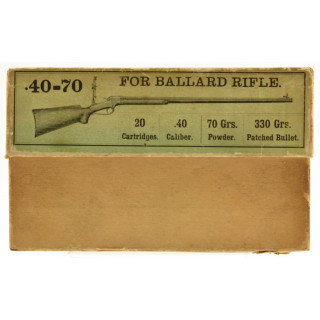 .40-70 FOR BALLARD RIFLE.
20 .40 70 Grs. 330 Grs.
Cartridges. Caliber. Powder. Patched Bullet.